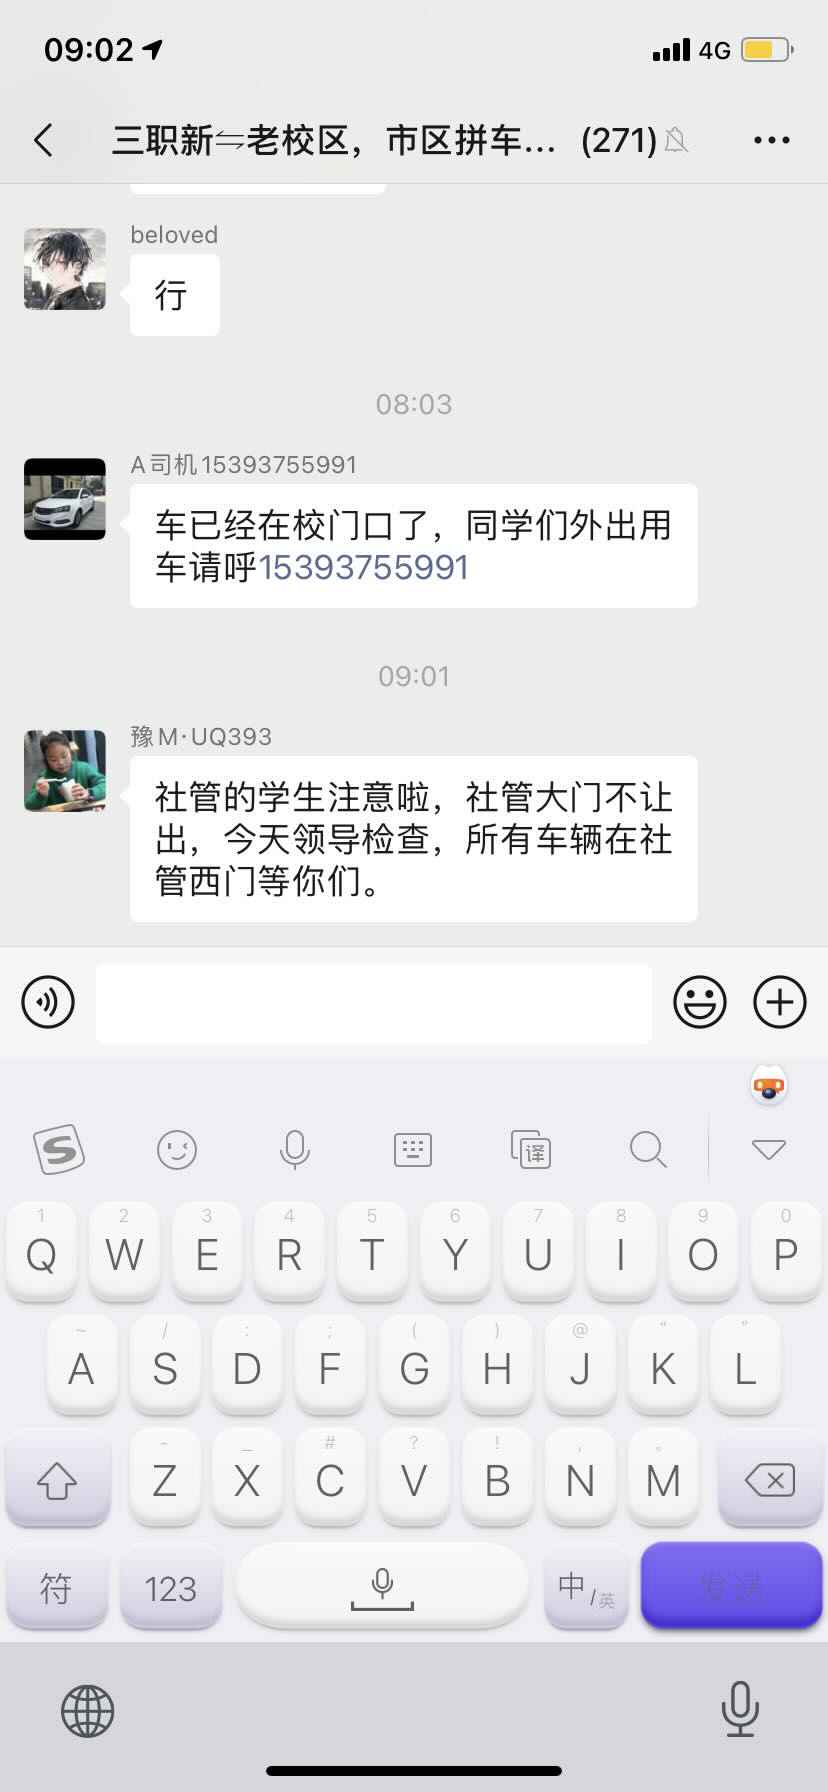 09:02
4G
三职新⇋老校区，市区拼车... (271)
beloved
行
08:03
A司机15393755991
车已经在校门口了，同学们外出用
车请呼15393755991
09:01
豫M·UQ393
社管的学生注意啦，社管大门不让
出，今天领导检查，所有车辆在社
管西门等你们。
S
译
1 2 3 4 5 6 7 8 9 0
Q W E R T Y U I O P
~ / : ; ( ) @ “ ”
A S D F G H J K L
- _ # ? ! , 。
Z X C V B N M
符 123 中/英 发送